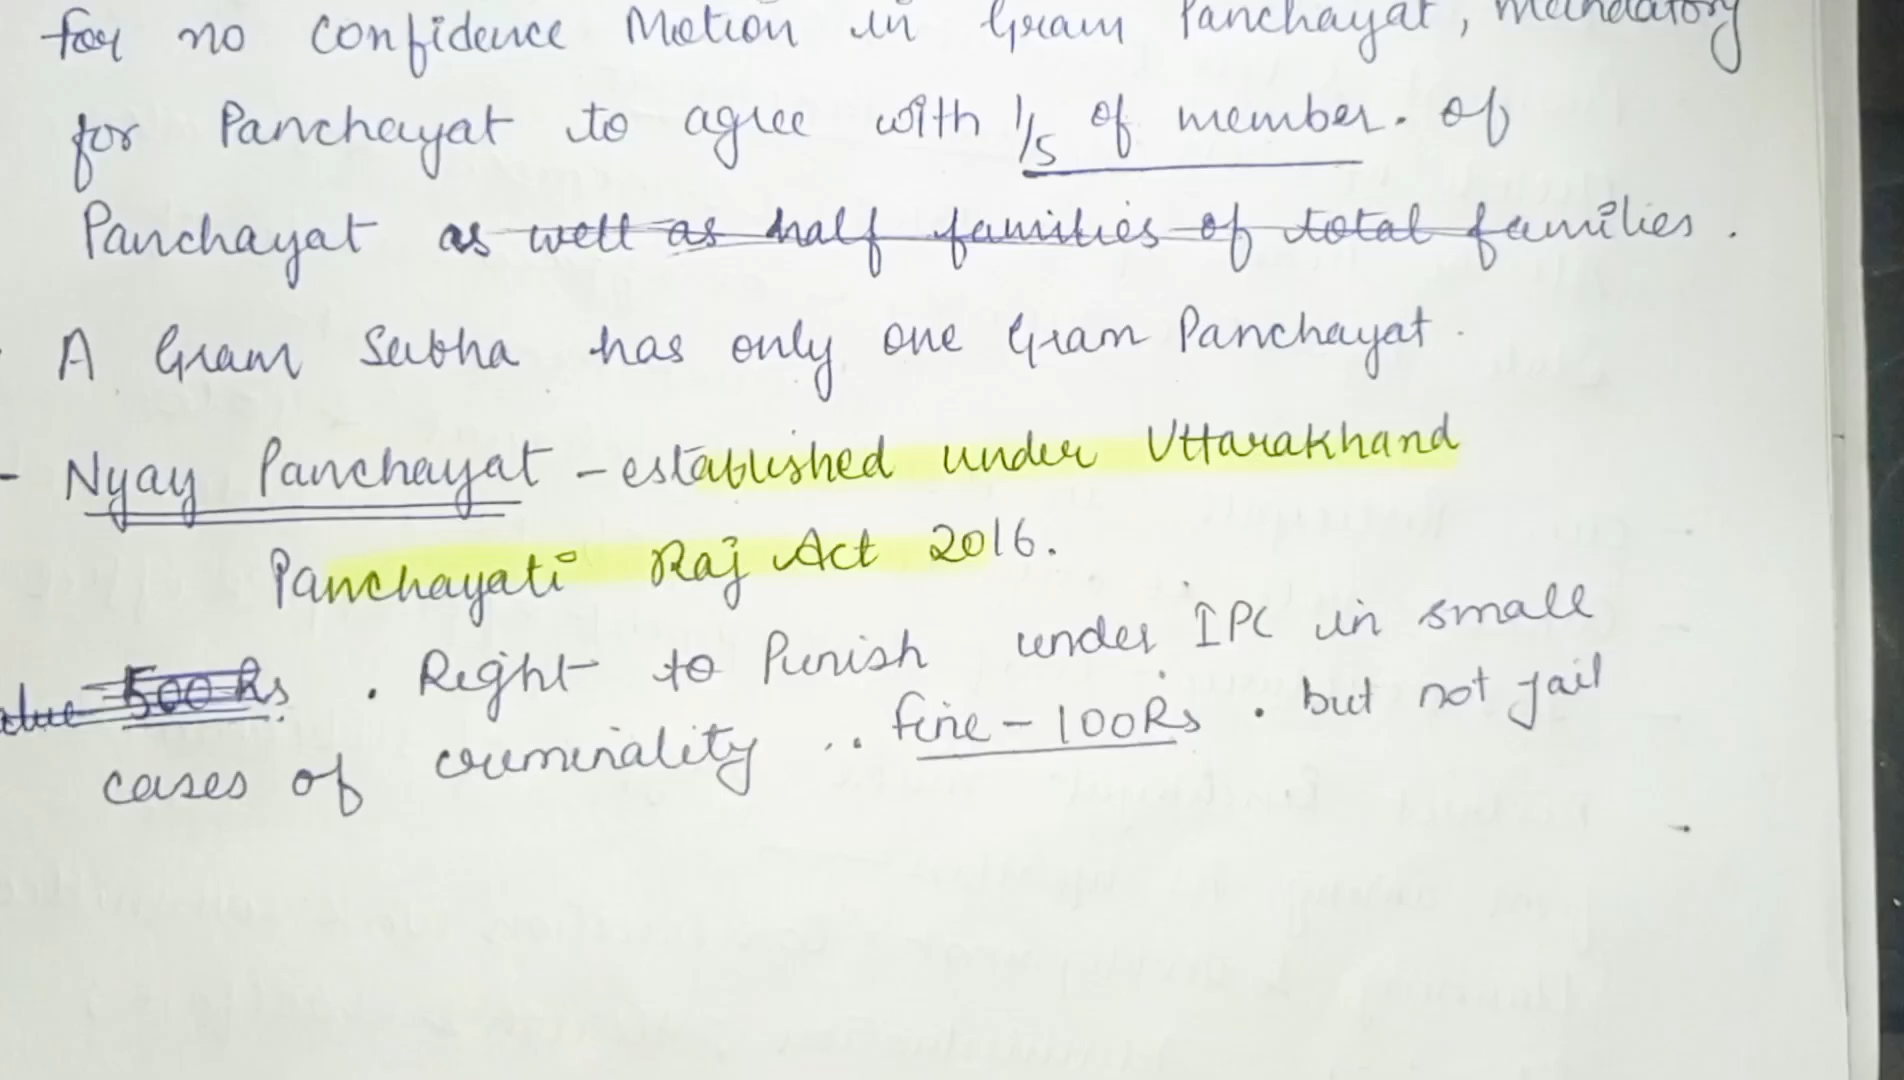 for no confidence Motion in Gram Panchayat, mandatory
for Panchayat to agree with 1/5 of member. of
Panchayat as well as half families of total families.
A Gram Sabha has only one Gram Panchayat.
- Nyay Panchayat - established under Uttarakhand
Panchayati Raj Act 2016.
500 Rs. . Right to Punish under IPC in small
cases of criminality .. fine - 100Rs . but not jail